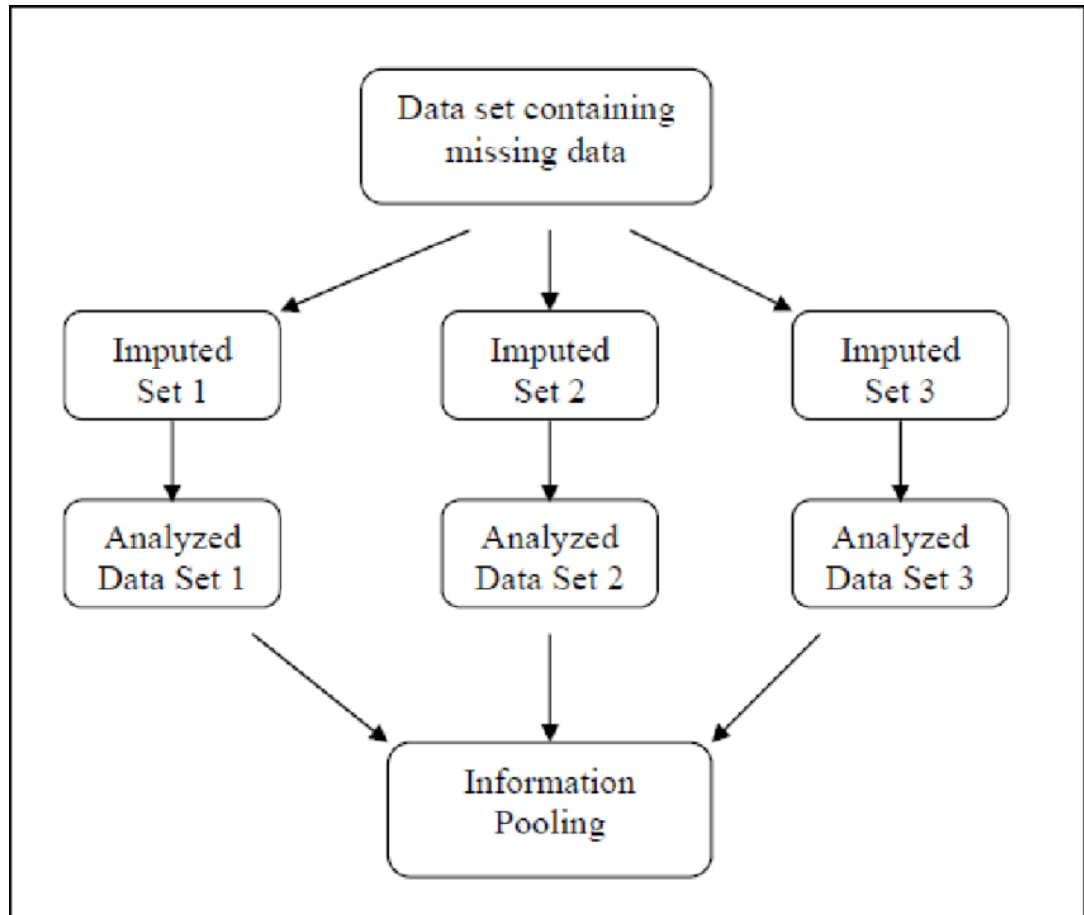 Data set containing
missing data
Imputed
Set 1
Imputed
Set 2
Imputed
Set 3
Analyzed
Data Set 1
Analyzed
Data Set 2
Analyzed
Data Set 3
Information
Pooling